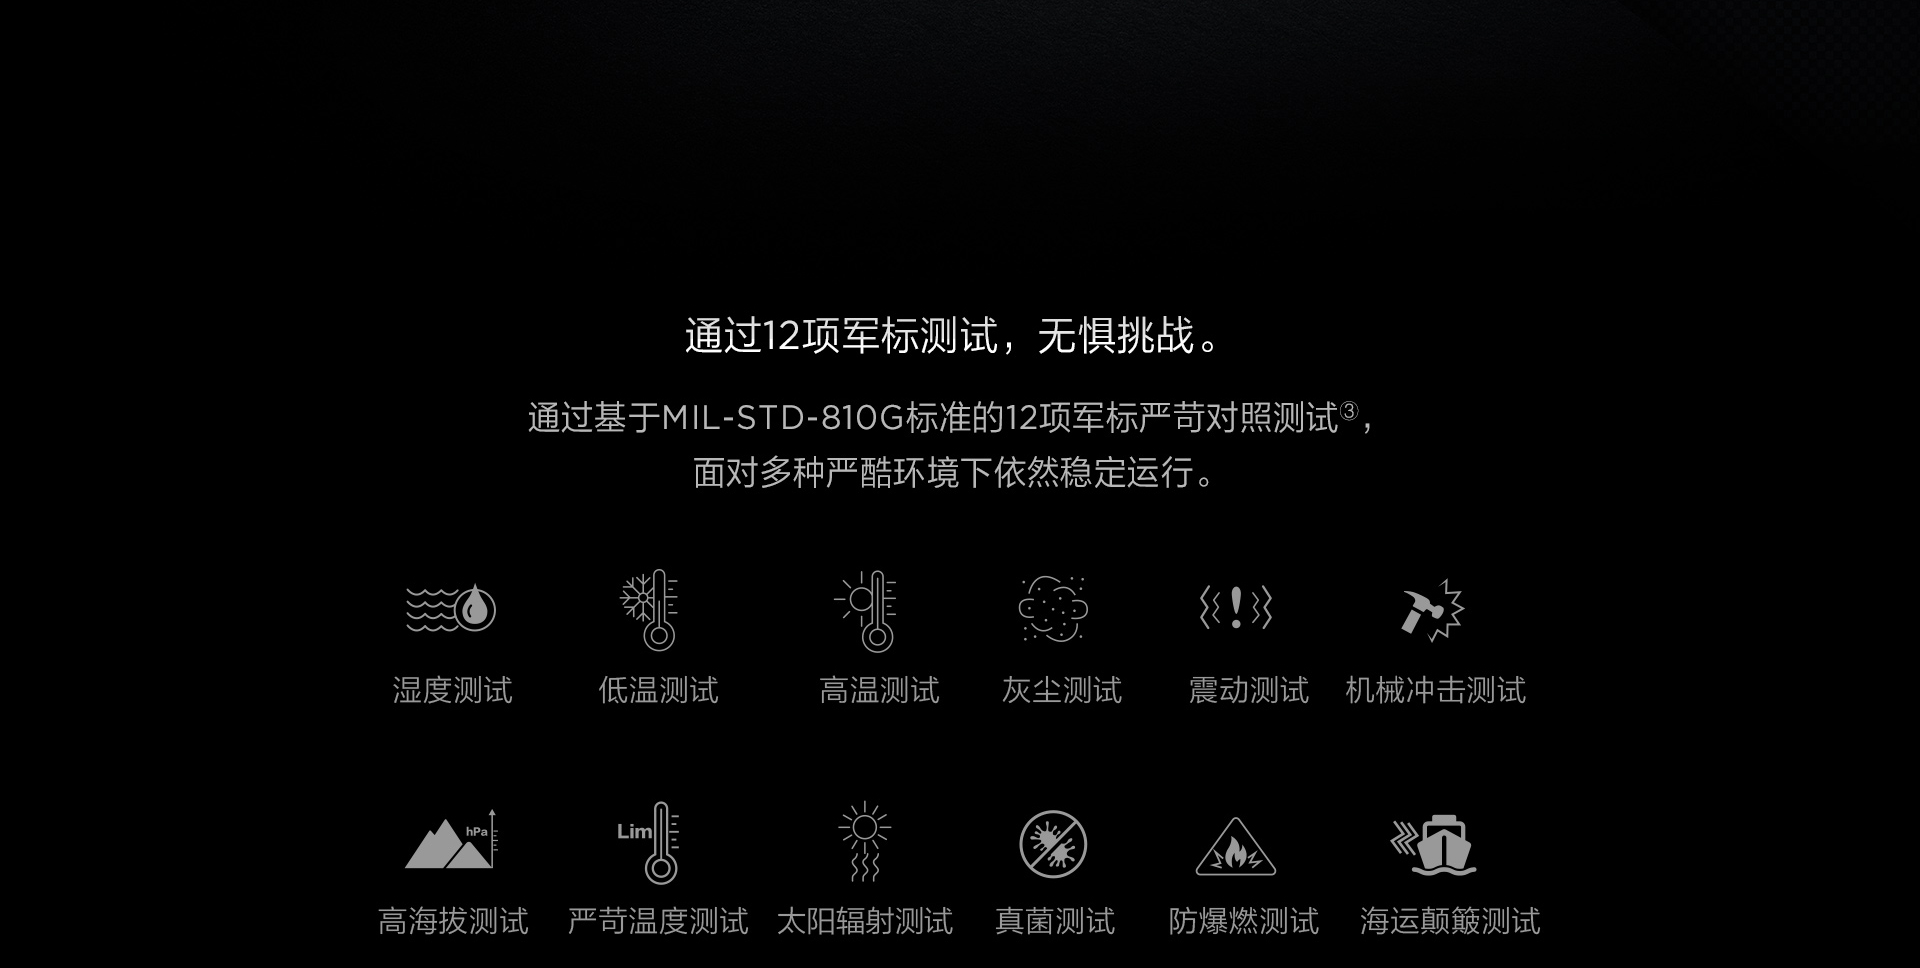 通过12项军标测试，无惧挑战。
通过基于MIL-STD-810G标准的12项军标严苛对照测试③，
面对多种严酷环境下依然稳定运行。
湿度测试 低温测试 高温测试 灰尘测试 震动测试 机械冲击测试
hPa Lim
高海拔测试 严苛温度测试 太阳辐射测试 真菌测试 防爆燃测试 海运颠簸测试